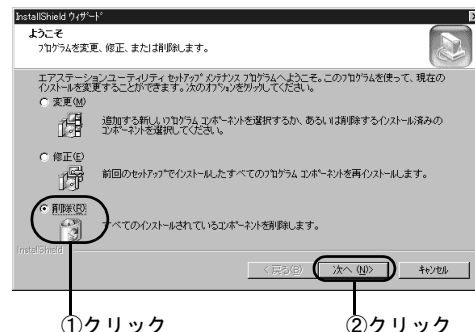 InstallShield ウィザード
ようこそ
プログラムを変更、修正、または削除します。
エアステーションユーティリティ セットアップ メンテナンス プログラムへようこそ。このプログラムを使って、現在の
インストールを変更することができます。次のオプションをクリックしてください。
変更(M)
追加する新しいプログラム コンポーネントを選択するか、あるいは削除するインストール済みの
コンポーネントを選択してください。
修正(E)
前回のセットアップでインストールしたすべてのプログラム コンポーネントを再インストールします。
削除(R)
すべてのインストールされているコンポーネントを削除します。
InstallShield
< 戻る(B)
次へ (N)>
キャンセル
①クリック
②クリック